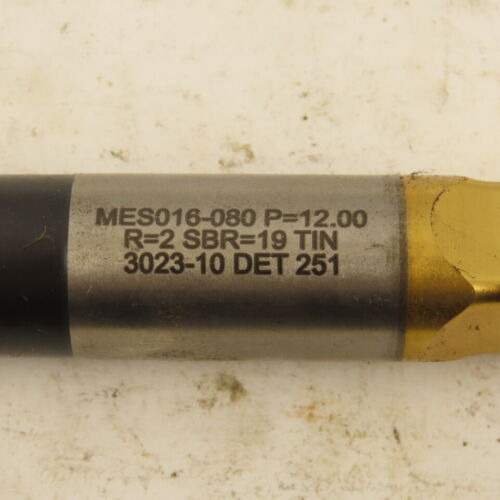 MES016-080 P=12.00
R=2 SBR=19 TIN
3023-10 DET 251